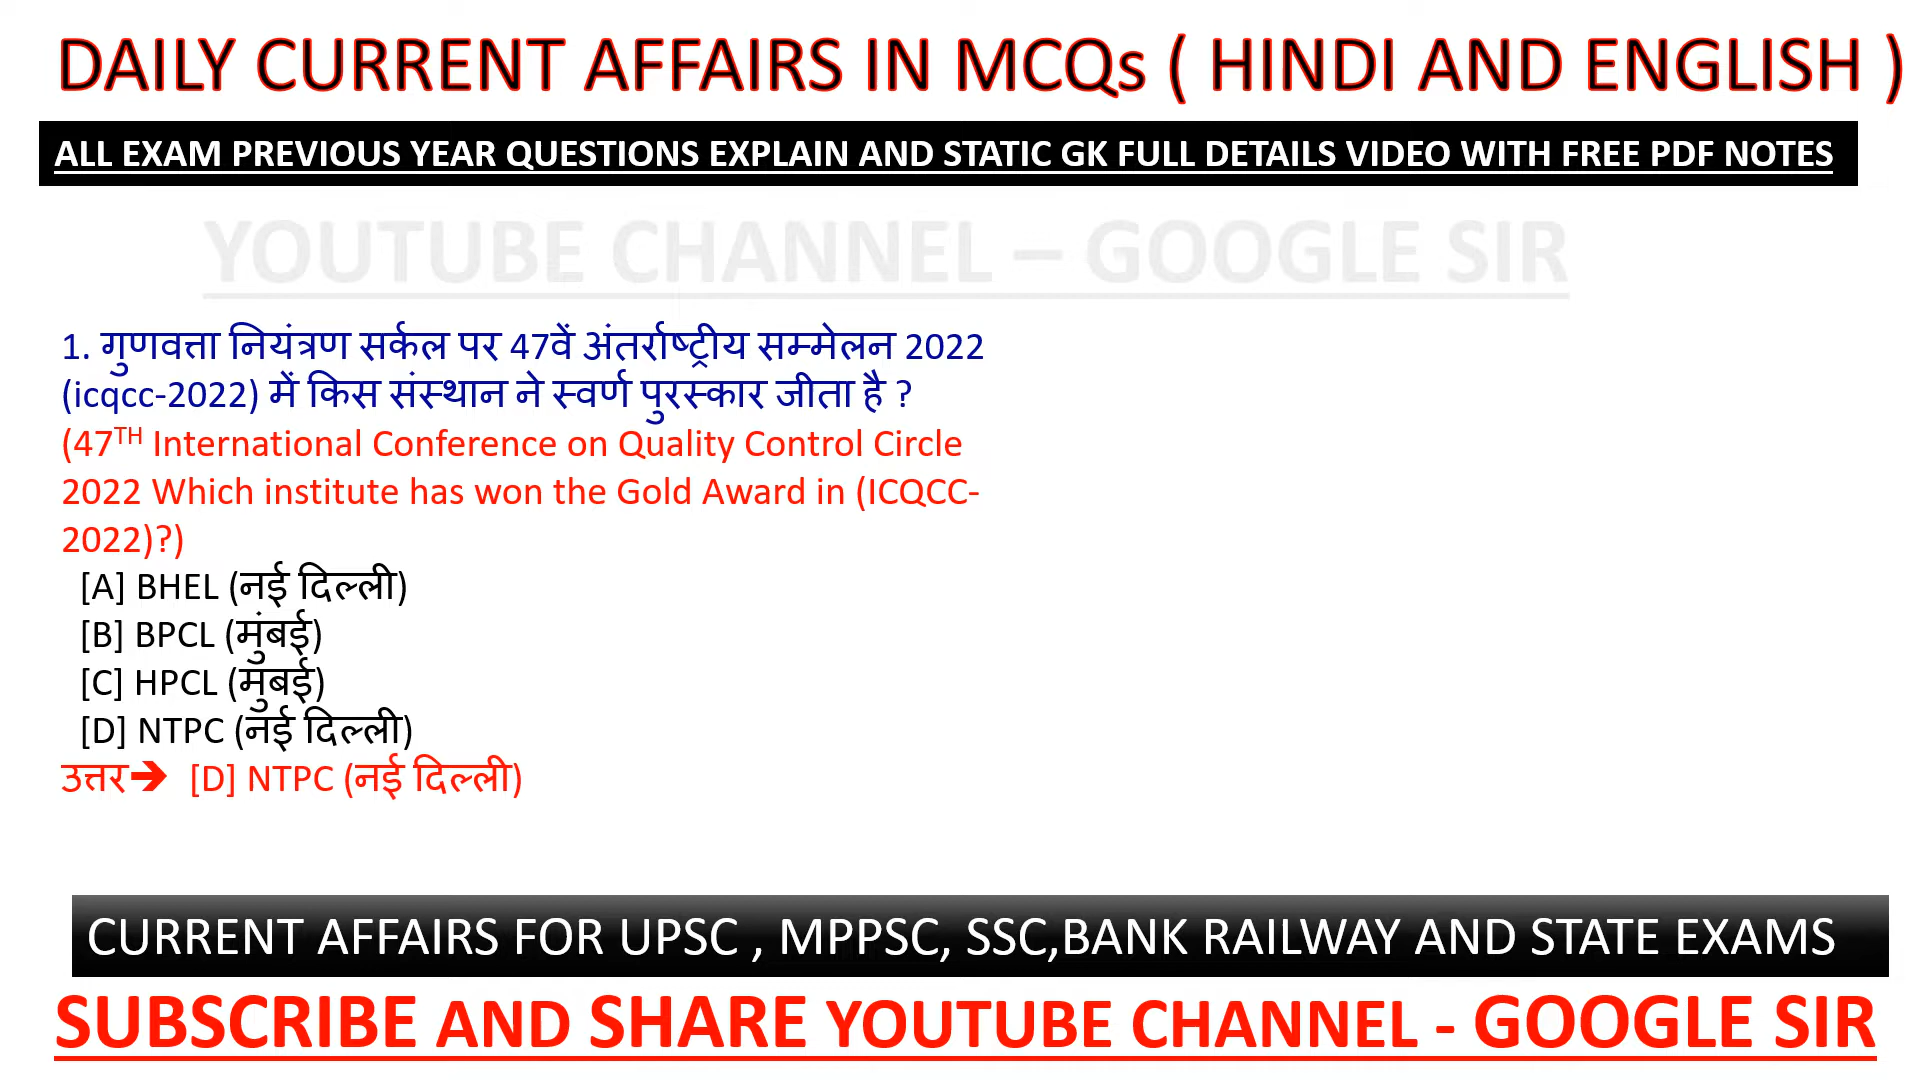 DAILY CURRENT AFFAIRS IN MCQs ( HINDI AND ENGLISH )
ALL EXAM PREVIOUS YEAR QUESTIONS EXPLAIN AND STATIC GK FULL DETAILS VIDEO WITH FREE PDF NOTES
YOUTUBE CHANNEL – GOOGLE SIR
1. गुणवत्ता नियंत्रण सर्कल पर 47वें अंतर्राष्ट्रीय सम्मेलन 2022
(icqcc-2022) में किस संस्थान ने स्वर्ण पुरस्कार जीता है ?
(47TH International Conference on Quality Control Circle
2022 Which institute has won the Gold Award in (ICQCC-
2022)?)
[A] BHEL (नई दिल्ली)
[B] BPCL (मुंबई)
[C] HPCL (मुंबई)
[D] NTPC (नई दिल्ली)
उत्तर➔ [D] NTPC (नई दिल्ली)
CURRENT AFFAIRS FOR UPSC , MPPSC, SSC,BANK RAILWAY AND STATE EXAMS
SUBSCRIBE AND SHARE YOUTUBE CHANNEL - GOOGLE SIR